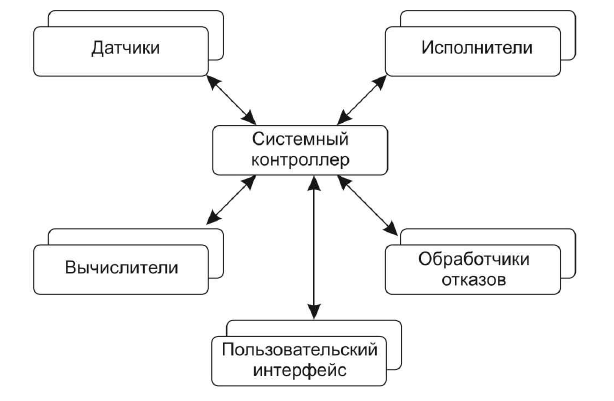 Датчики
Исполнители
Системный
контроллер
Вычислители
Обработчики
отказов
Пользовательский
интерфейс